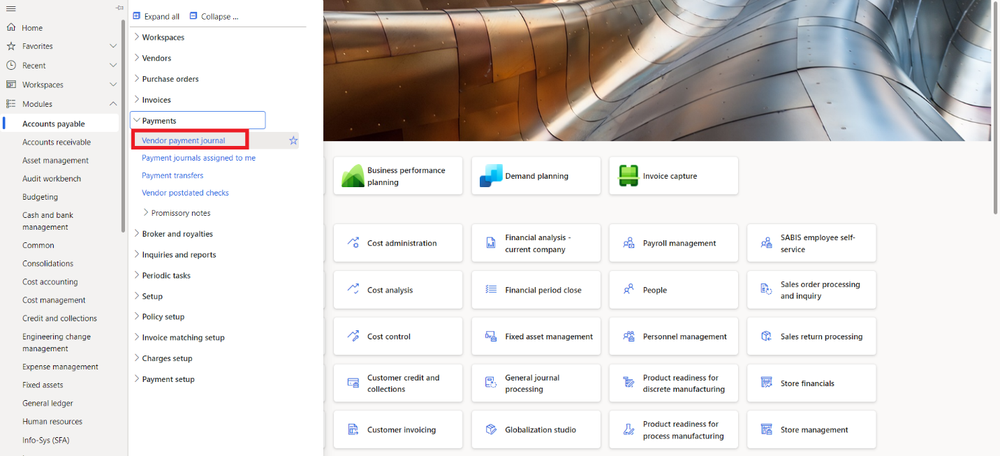 Home
Favorites
Recent
Workspaces
Modules
Accounts payable
Accounts receivable
Asset management
Audit workbench
Budgeting
Cash and bank
management
Common
Consolidations
Cost accounting
Cost management
Credit and collections
Engineering change
management
Expense management
Fixed assets
General ledger
Human resources
Info-Sys (SFA)
Expand all
Collapse ...
Workspaces
Vendors
Purchase orders
Invoices
Payments
Vendor payment journal
Payment journals assigned to me
Payment transfers
Vendor postdated checks
Promissory notes
Broker and royalties
Inquiries and reports
Periodic tasks
Setup
Policy setup
Invoice matching setup
Charges setup
Payment setup
Business performance
planning
Demand planning
Invoice capture
Cost administration
Financial analysis -
current company
Payroll management
SABIS employee self-
service
Cost analysis
Financial period close
People
Sales order processing
and inquiry
Cost control
Fixed asset management
Personnel management
Sales return processing
Customer credit and
collections
General journal
processing
Product readiness for
discrete manufacturing
Store financials
Customer invoicing
Globalization studio
Product readiness for
process manufacturing
Store management